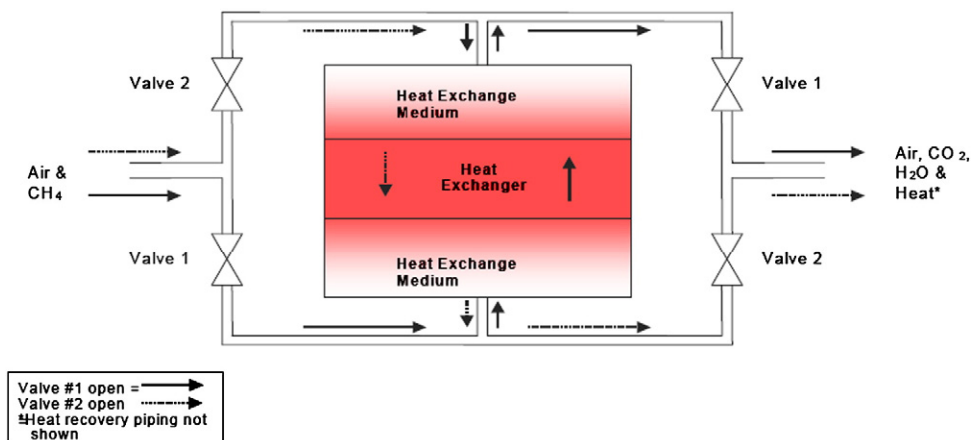 Valve 2
Valve 1
Heat Exchange
Medium
Air &
CH4
Heat
Exchanger
Air, CO2,
H2O &
Heat*
Valve 1
Valve 2
Heat Exchange
Medium
Valve #1 open =
Valve #2 open
*Heat recovery piping not
shown